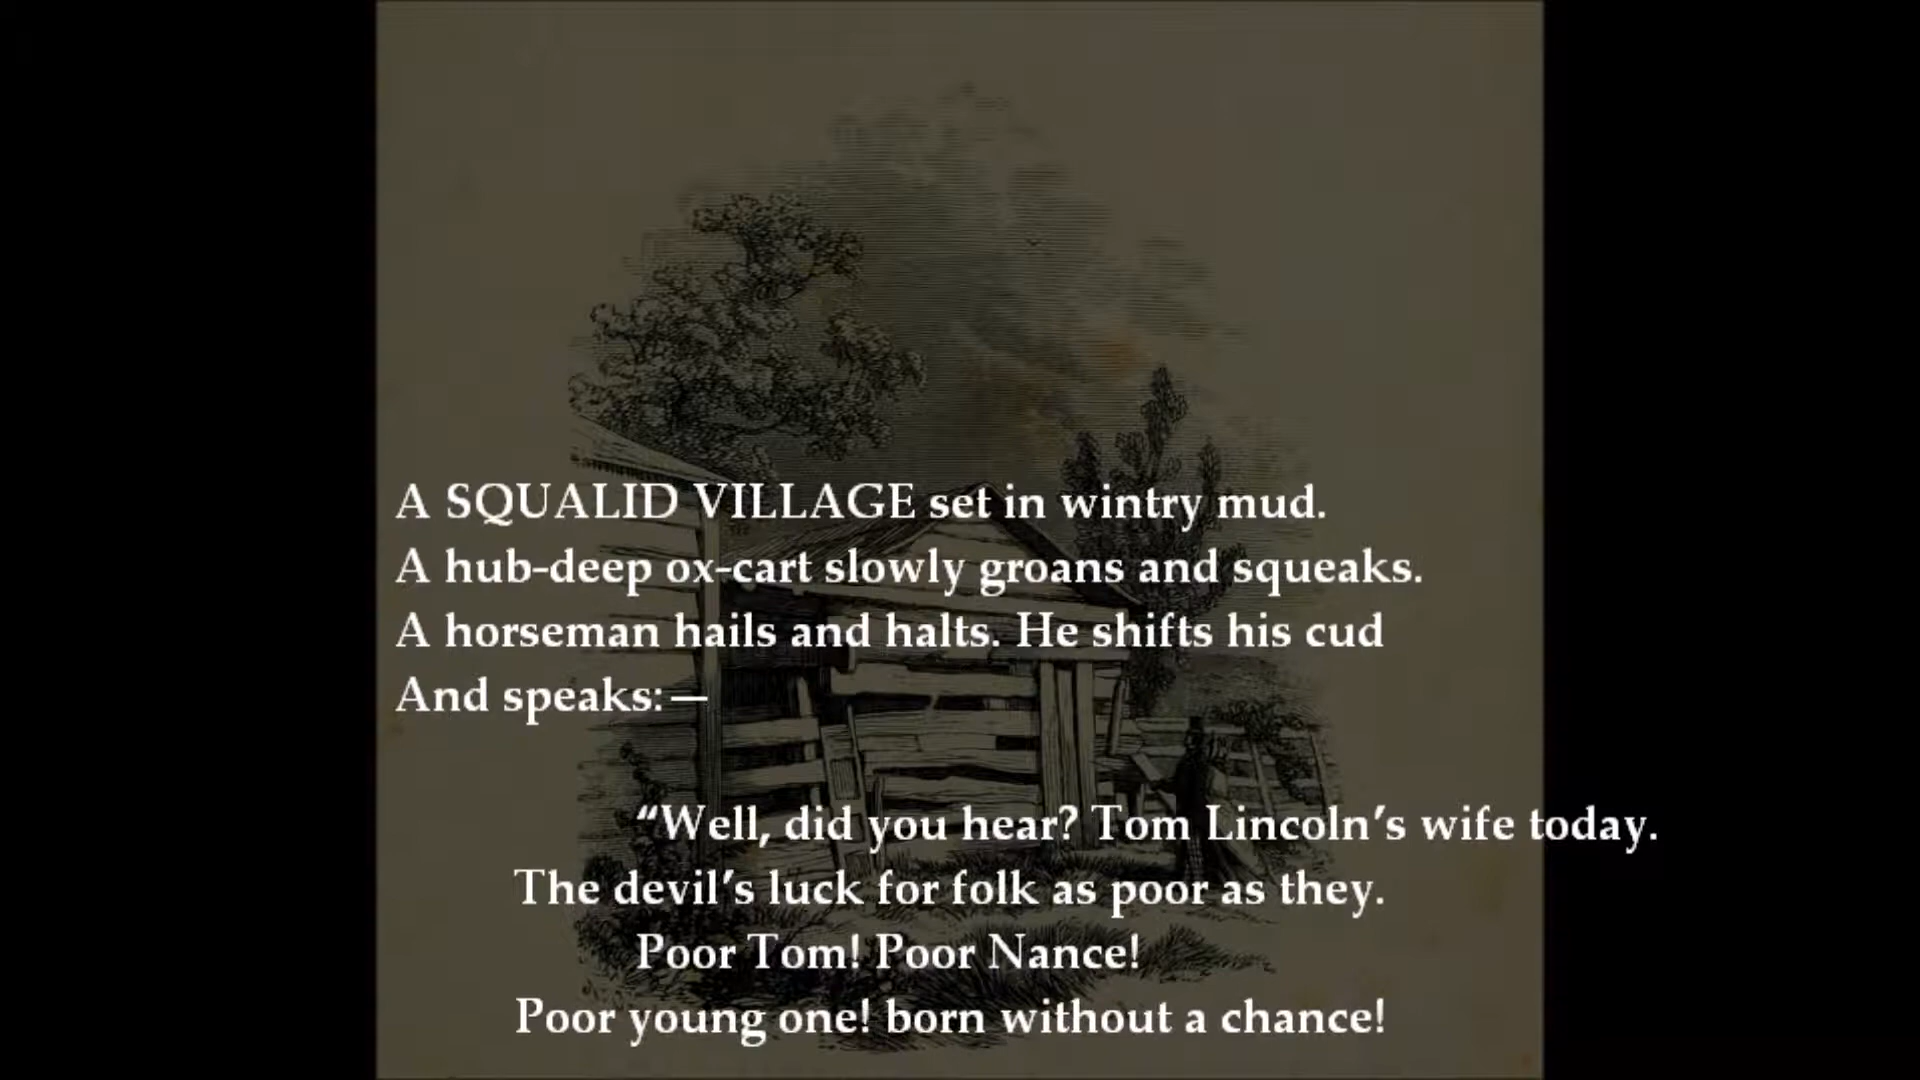 A SQUALID VILLAGE set in wintry mud.
A hub-deep ox-cart slowly groans and squeaks.
A horseman hails and halts. He shifts his cud
And speaks:—
“Well, did you hear? Tom Lincoln’s wife today.
The devil’s luck for folk as poor as they.
Poor Tom! Poor Nance!
Poor young one! born without a chance!